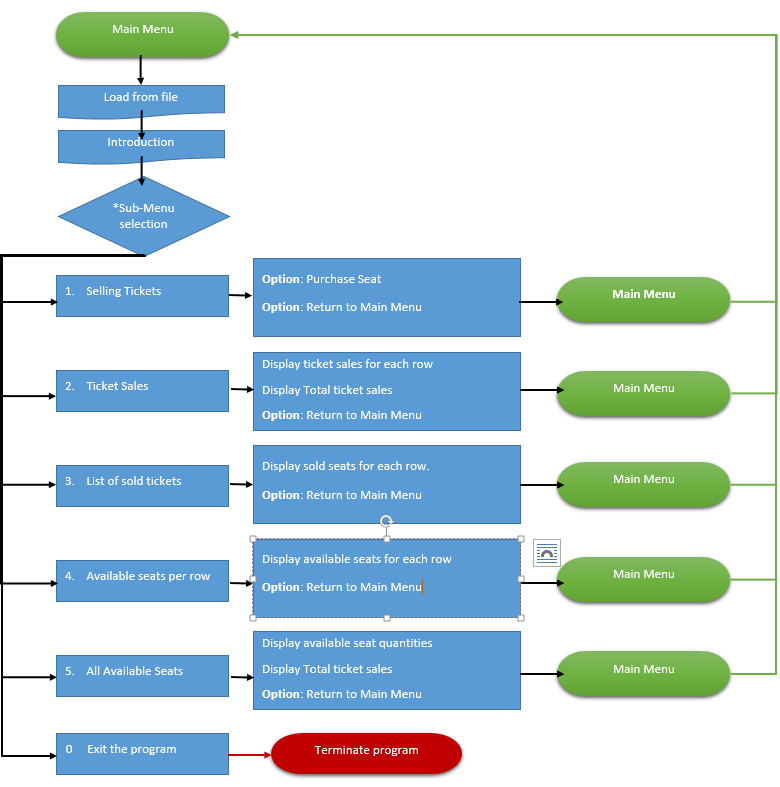 Main Menu
Load from file
Introduction
*Sub-Menu
selection
1. Selling Tickets
Option: Purchase Seat
Option: Return to Main Menu
Main Menu
2. Ticket Sales
Display ticket sales for each row
Display Total ticket sales
Option: Return to Main Menu
Main Menu
3. List of sold tickets
Display sold seats for each row.
Option: Return to Main Menu
Main Menu
4. Available seats per row
Display available seats for each row
Option: Return to Main Menu
Main Menu
5. All Available Seats
Display available seat quantities
Display Total ticket sales
Option: Return to Main Menu
Main Menu
0 Exit the program
Terminate program